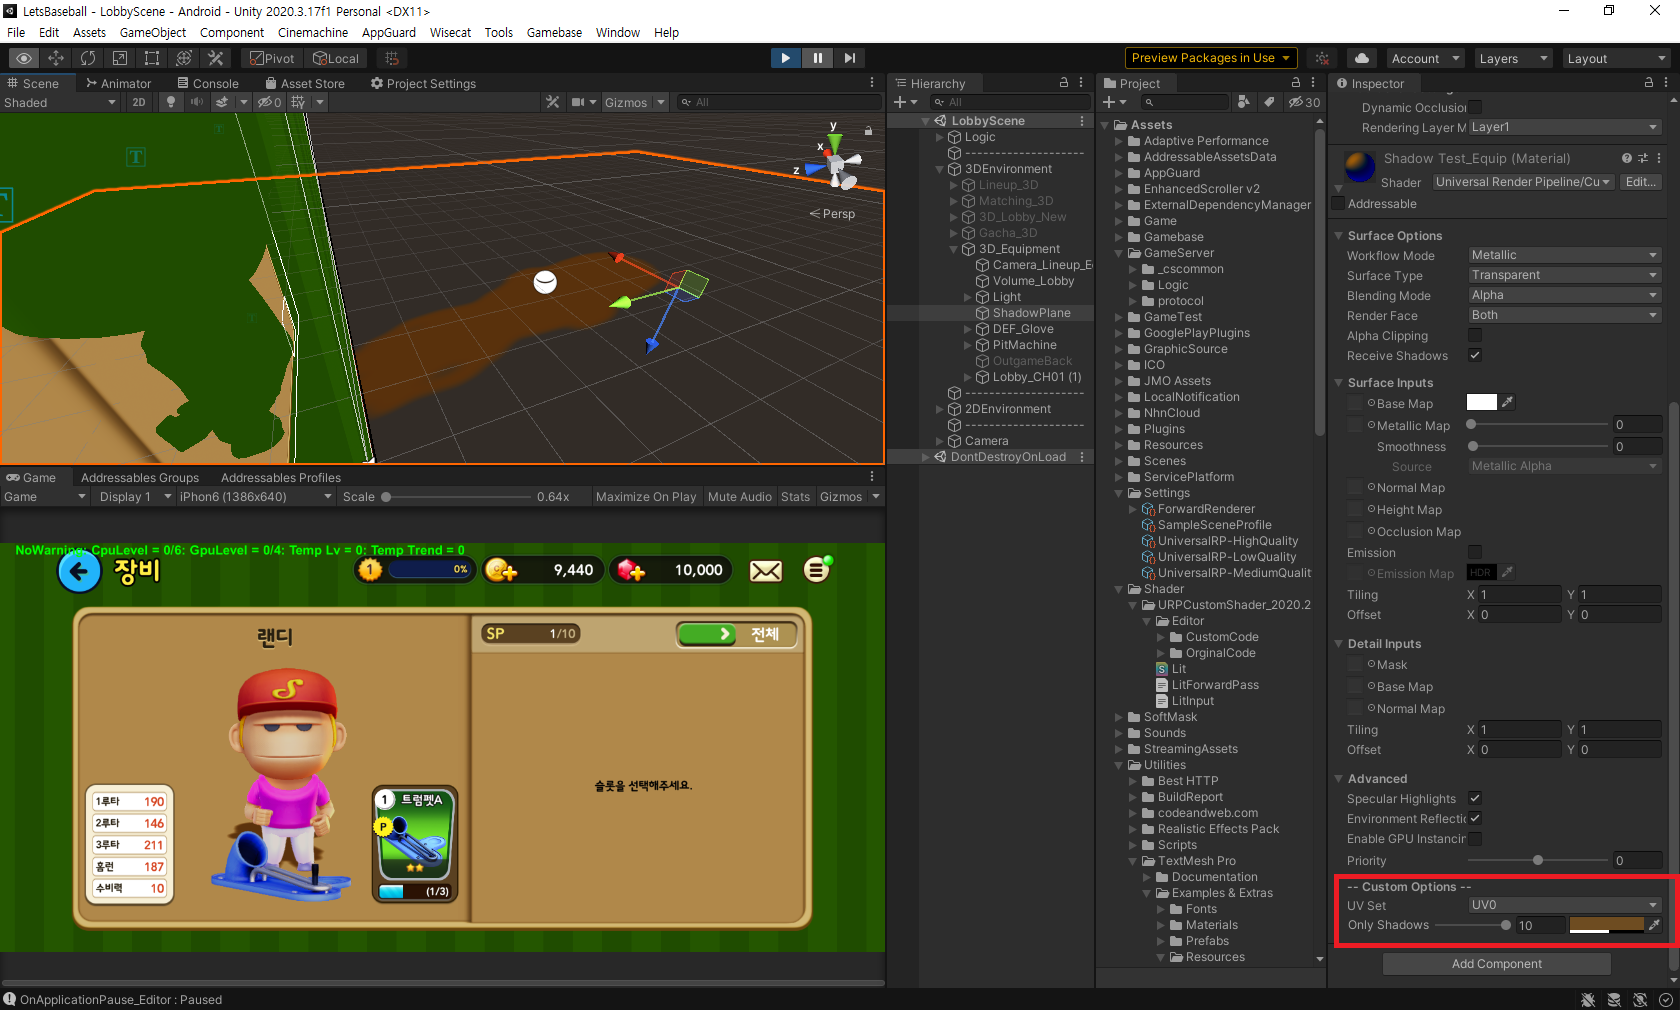 LetsBaseball - LobbyScene - Android - Unity 2020.3.17f1 Personal <DX11>
File Edit Assets GameObject Component Cinemachine AppGuard Wisecat Tools Gamebase Window Help
Pivot Local Preview Packages in Use Account Layers Layout
Scene Animator Console Asset Store Project Settings
Shaded 2D 0 Gizmos All
y
x
z
Persp
T
T
Game Addressables Groups Addressables Profiles
Game Display 1 iPhon6 (1386x640) Scale 0.64x Maximize On Play Mute Audio Stats Gizmos
NoWarning: CpuLevel = 0/6: GpuLevel = 0/4: Temp Lv = 0: Temp Trend = 0
장비 1 0% 9,440 10,000
랜디
SP 1/10 전체
1루타 190
2루타 146
3루타 211
홈런 187
수비력 10
1 트럼펫A
P
(1/3)
슬롯을 선택해주세요.
OnApplicationPause_Editor : Paused
Hierarchy
All
LobbyScene
Logic
--------------------
3DEnvironment
Lineup_3D
Matching_3D
3D_Lobby_New
Gacha_3D
3D_Equipment
Camera_Lineup_E
Volume_Lobby
Light
ShadowPlane
DEF_Glove
PitMachine
OutgameBack
Lobby_CH01 (1)
--------------------
2DEnvironment
--------------------
Camera
DontDestroyOnLoad
Project
30
Assets
Adaptive Performance
AddressableAssetsData
AppGuard
EnhancedScroller v2
ExternalDependencyManager
Game
Gamebase
GameServer
_cscommon
Logic
protocol
GameTest
GooglePlayPlugins
GraphicSource
ICO
JMO Assets
LocalNotification
NhnCloud
Plugins
Resources
Scenes
ServicePlatform
Settings
ForwardRenderer
SampleSceneProfile
UniversalRP-HighQuality
UniversalRP-LowQuality
UniversalRP-MediumQualit
Shader
URPCustomShader_2020.2
Editor
CustomCode
OrginalCode
Lit
LitForwardPass
LitInput
SoftMask
Sounds
StreamingAssets
Utilities
Best HTTP
BuildReport
codeandweb.com
Realistic Effects Pack
Scripts
TextMesh Pro
Documentation
Examples & Extras
Fonts
Materials
Prefabs
Resources
Inspector
Dynamic Occlusion
Rendering Layer M Layer1
Shadow Test_Equip (Material)
Shader Universal Render Pipeline/Cu Edit...
Addressable
Surface Options
Workflow Mode Metallic
Surface Type Transparent
Blending Mode Alpha
Render Face Both
Alpha Clipping
Receive Shadows
Surface Inputs
Base Map
Metallic Map 0
Smoothness 0
Source Metallic Alpha
Normal Map
Height Map
Occlusion Map
Emission
Emission Map HDR
Tiling X 1 Y 1
Offset X 0 Y 0
Detail Inputs
Mask
Base Map
Normal Map
Tiling X 1 Y 1
Offset X 0 Y 0
Advanced
Specular Highlights
Environment Reflectic
Enable GPU Instancin
Priority 0
-- Custom Options --
UV Set UV0
Only Shadows 10
Add Component